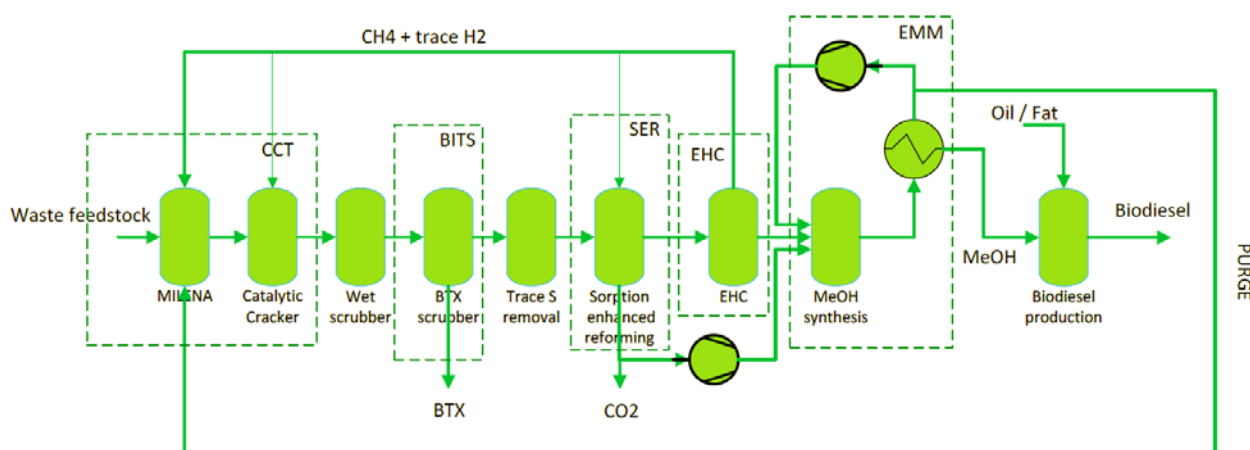 CH4 + trace H2
EMM
Oil / Fat
CCT
BITS
SER
EHC
Waste feedstock
Biodiesel
MeOH
PURGE
MILENA
Catalytic
Cracker
Wet
scrubber
BTX
scrubber
Trace S
removal
Sorption
enhanced
reforming
EHC
MeOH
synthesis
Biodiesel
production
BTX
CO2